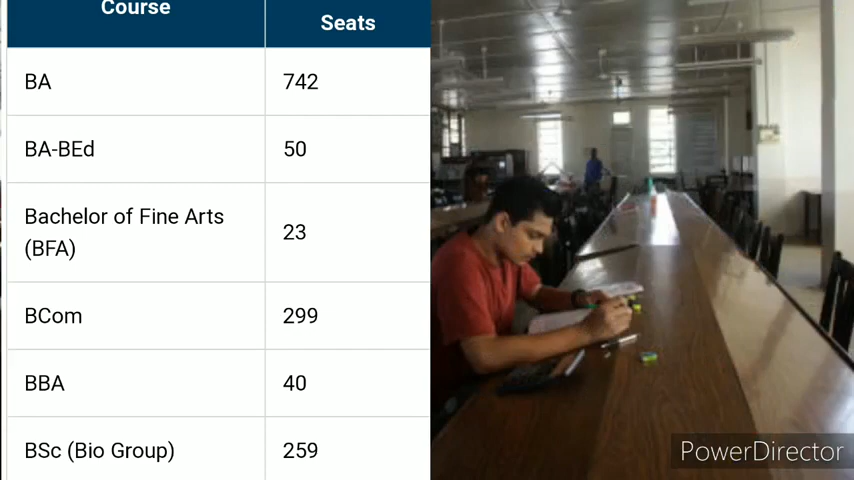 Course
Seats
BA
742
BA-BEd
50
Bachelor of Fine Arts
(BFA)
23
BCom
299
BBA
40
BSc (Bio Group)
259
PowerDirector